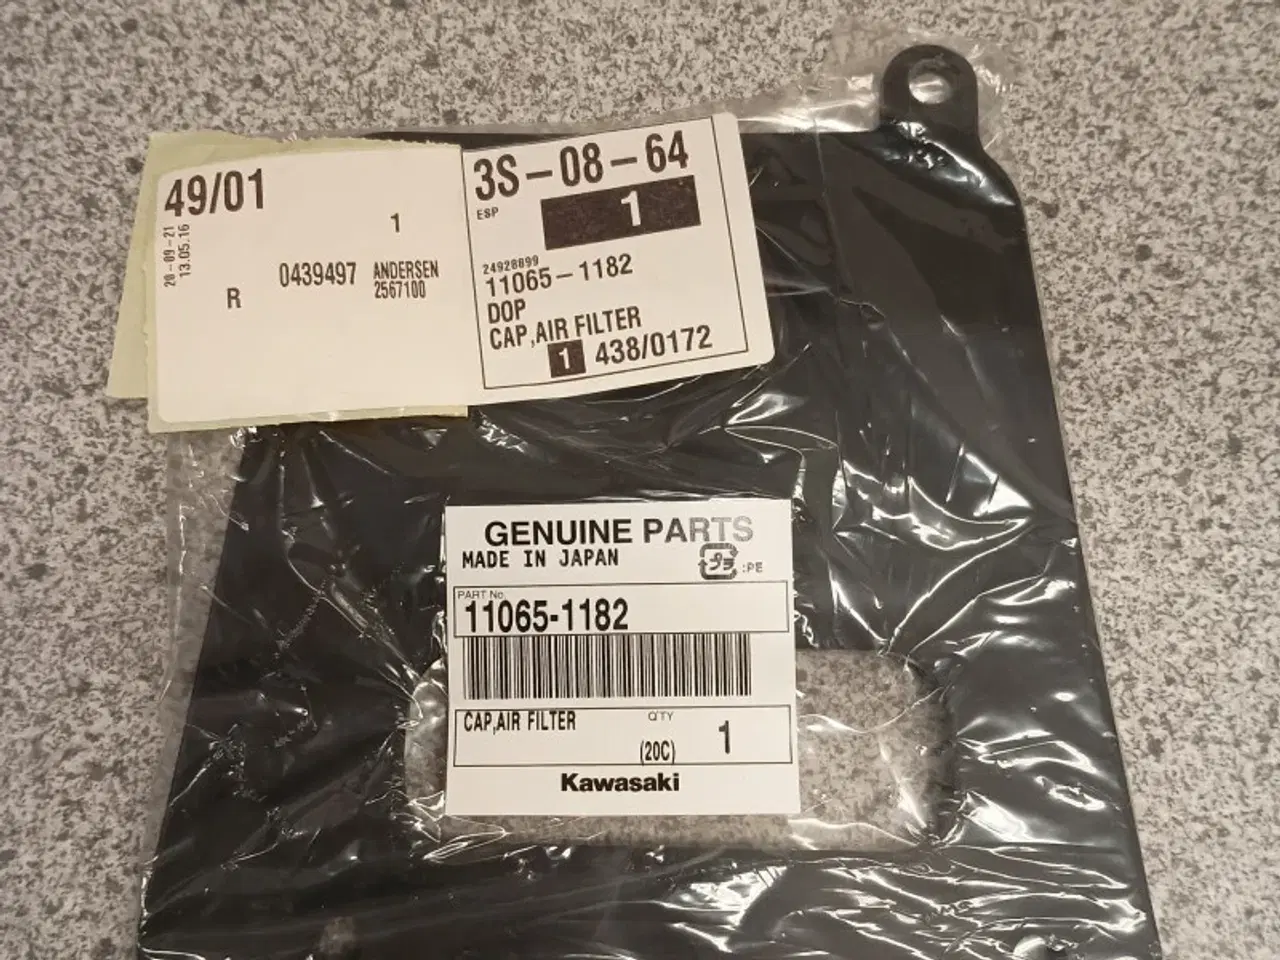 49/01
20-09-21
13.05.16
1
R
0439497
ANDERSEN
2567100
3S-08-64
ESP
1
24928899
11065-1182
DOP
CAP,AIR FILTER
1 438/0172
GENUINE PARTS
MADE IN JAPAN
プラ :PE
PART No.
11065-1182
CAP,AIR FILTER
Q'TY
(20C)
1
Kawasaki